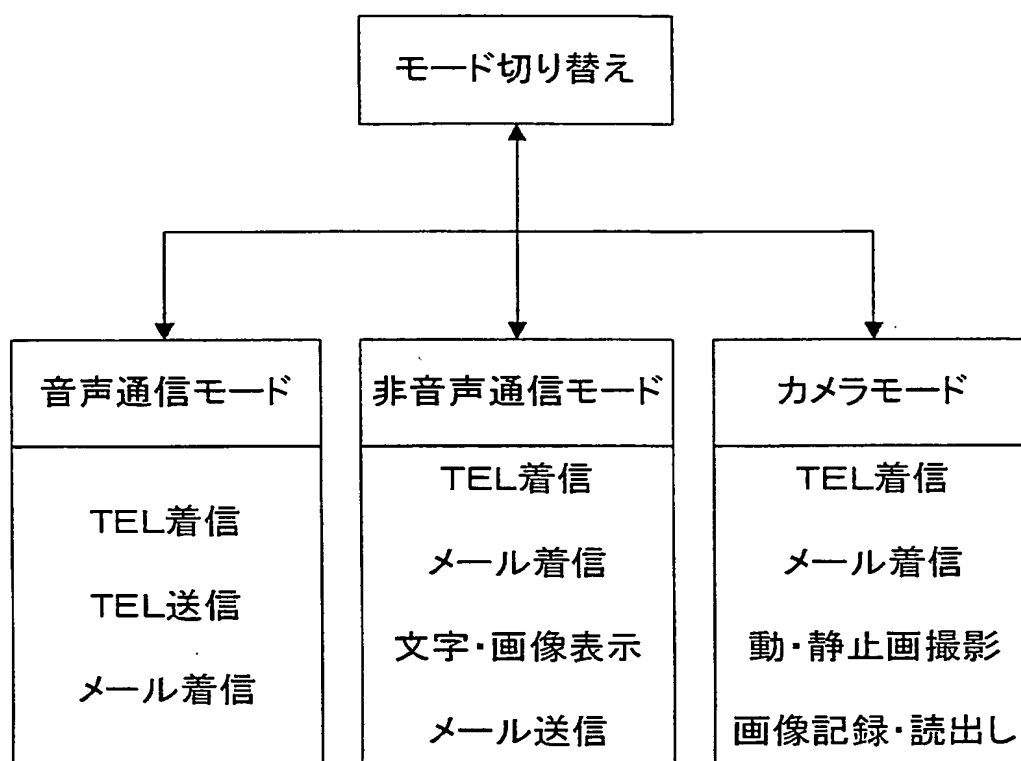 モード切り替え
音声通信モード
TEL着信
TEL送信
メール着信
非音声通信モード
TEL着信
メール着信
文字・画像表示
メール送信
カメラモード
TEL着信
メール着信
動・静止画撮影
画像記録・読出し